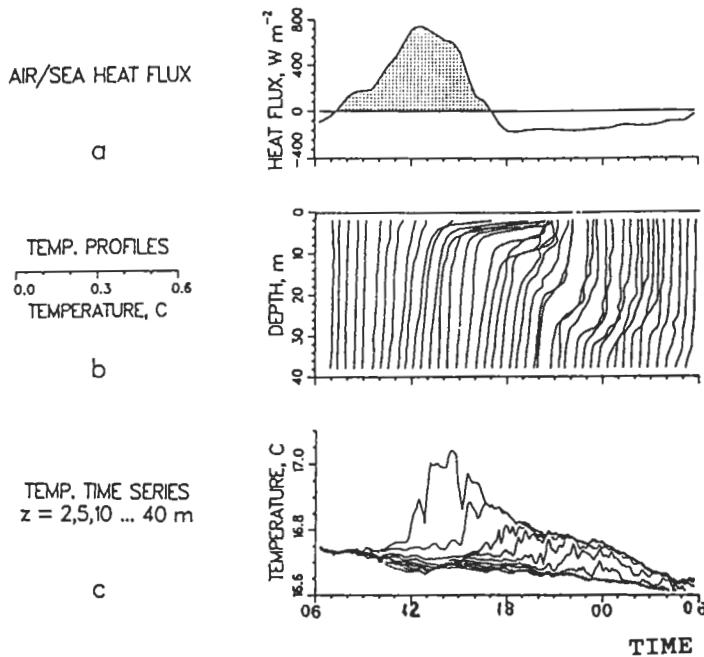 AIR/SEA HEAT FLUX
a
HEAT FLUX, W m⁻²
800
400
0
-400
TEMP. PROFILES
0.0 0.3 0.6
TEMPERATURE, C
b
DEPTH, m
0
10
20
30
40
TEMP. TIME SERIES
z = 2,5,10 ... 40 m
c
TEMPERATURE, C
17.0
16.8
16.6
06 12 18 00 06
TIME